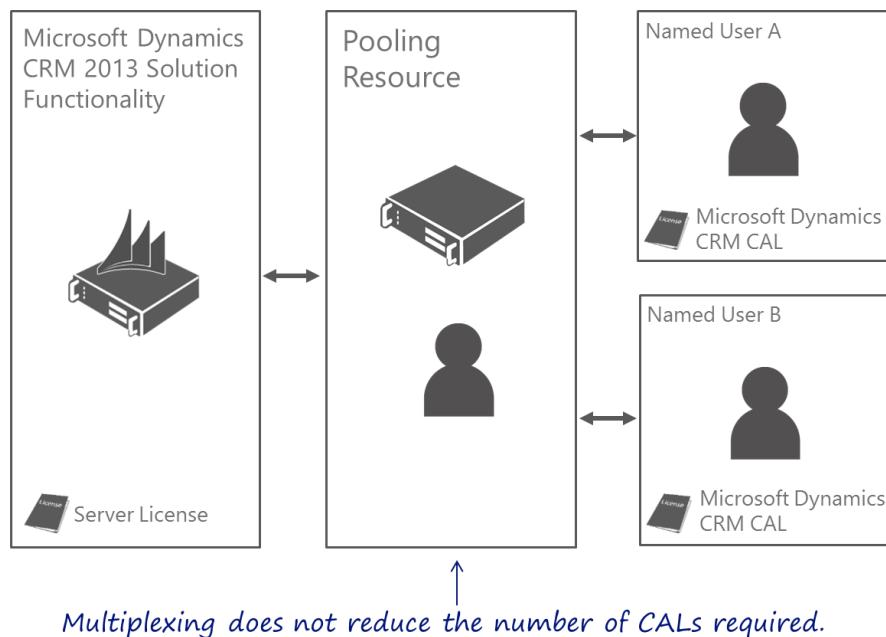 Microsoft Dynamics
CRM 2013 Solution
Functionality
License
Server License
Pooling
Resource
Named User A
License
Microsoft Dynamics
CRM CAL
Named User B
License
Microsoft Dynamics
CRM CAL
Multiplexing does not reduce the number of CALs required.